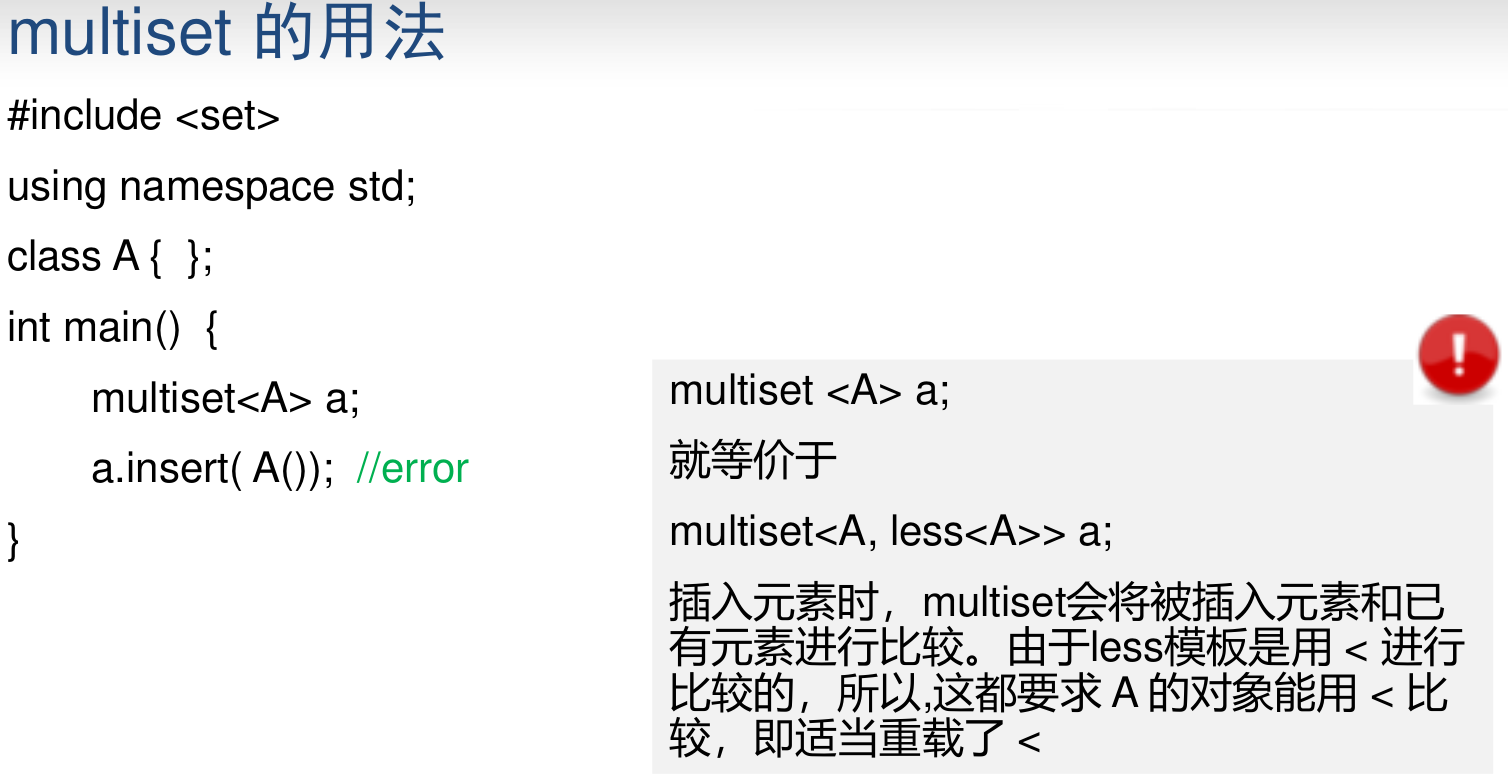 multiset 的用法
#include <set>
using namespace std;
class A { };
int main() {
multiset<A> a;
a.insert( A()); //error
}
multiset <A> a;
就等价于
multiset<A, less<A>> a;
插入元素时，multiset会将被插入元素和已
有元素进行比较。由于less模板是用 < 进行
比较的，所以,这都要求 A 的对象能用 < 比
较，即适当重载了 <